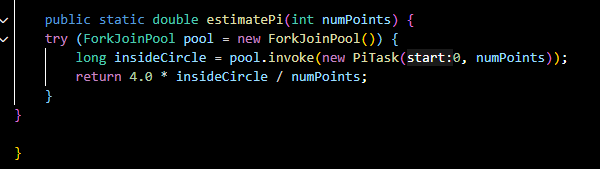 public static double estimatePi(int numPoints) {
try (ForkJoinPool pool = new ForkJoinPool()) {
long insideCircle = pool.invoke(new PiTask(start:0, numPoints));
return 4.0 * insideCircle / numPoints;
}
}
}